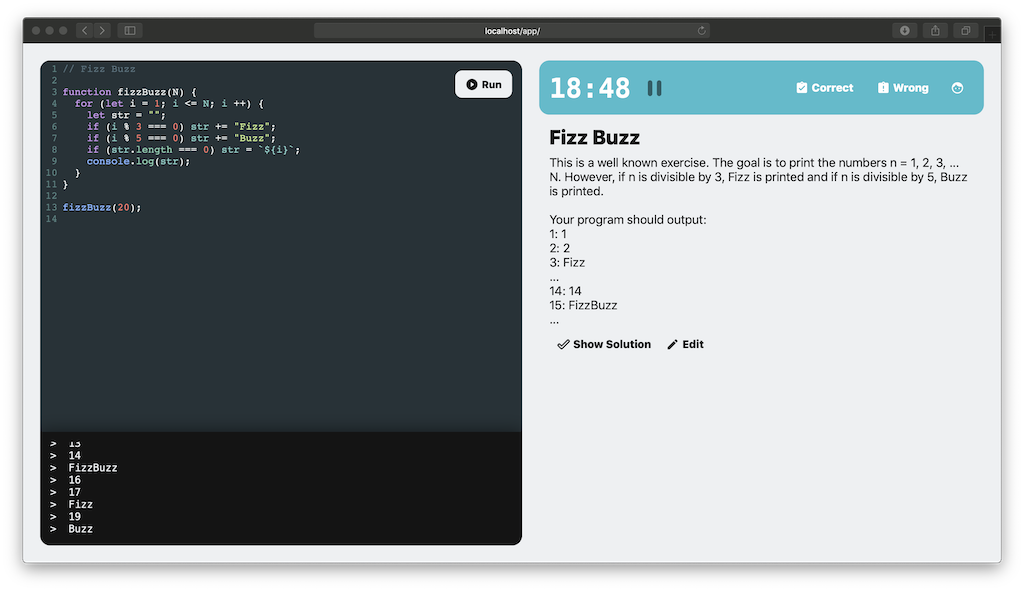 localhost/app/
1 // Fizz Buzz
2
3 function fizzBuzz(N) {
4 for (let i = 1; i <= N; i ++) {
5 let str = "";
6 if (i % 3 === 0) str += "Fizz";
7 if (i % 5 === 0) str += "Buzz";
8 if (str.length === 0) str = `${i}`;
9 console.log(str);
10 }
11 }
12
13 fizzBuzz(20);
14
Run
> 13
> 14
> FizzBuzz
> 16
> 17
> Fizz
> 19
> Buzz
18:48
Correct
Wrong
Fizz Buzz
This is a well known exercise. The goal is to print the numbers n = 1, 2, 3, ...
N. However, if n is divisible by 3, Fizz is printed and if n is divisible by 5, Buzz
is printed.
Your program should output:
1: 1
2: 2
3: Fizz
...
14: 14
15: FizzBuzz
...
Show Solution
Edit